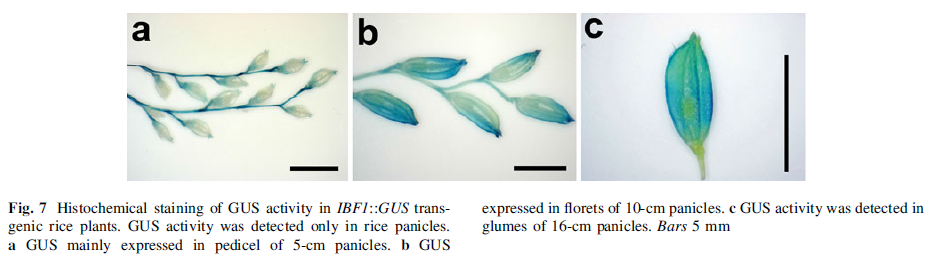 a
b
c
Fig. 7 Histochemical staining of GUS activity in IBF1::GUS trans-
genic rice plants. GUS activity was detected only in rice panicles.
a GUS mainly expressed in pedicel of 5-cm panicles. b GUS
expressed in florets of 10-cm panicles. c GUS activity was detected in
glumes of 16-cm panicles. Bars 5 mm